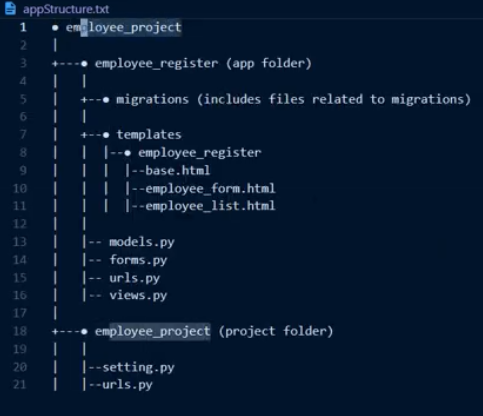 appStructure.txt
1 ● employee_project
2 |
3 +---● employee_register (app folder)
4 | |
5 | +--● migrations (includes files related to migrations)
6 | |
7 | +--● templates
8 | | |--● employee_register
9 | | | |--base.html
10 | | | |--employee_form.html
11 | | | |--employee_list.html
12 | |
13 | |-- models.py
14 | |-- forms.py
15 | |-- urls.py
16 | |-- views.py
17 |
18 +---● employee_project (project folder)
19 | |
20 | |--setting.py
21 | |--urls.py